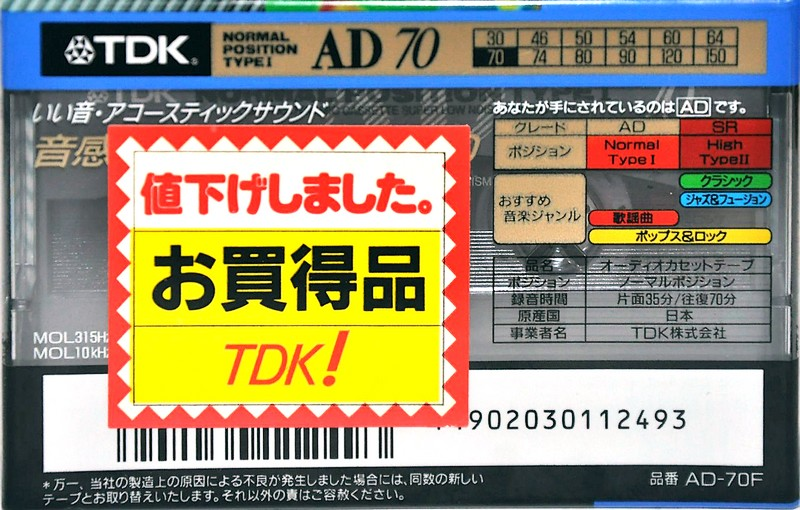 TDK
NORMAL
POSITION
TYPE I
AD 70
30 46 50 54 60 64
70 74 80 90 120 150
いい音・アコースティックサウンド
音感
あなたが手にされているのは AD です。
グレード AD SR
ポジション Normal Type I High Type II
おすすめ
音楽ジャンル
クラシック
ジャズ&フュージョン
歌謡曲
ポップス&ロック
品名 オーディオカセットテープ
ポジション ノーマルポジション
録音時間 片面35分/往復70分
原産国 日本
事業者名 TDK株式会社
値下げしました。
お買得品
TDK!
MOL315Hz
MOL10kHz
4902030112493
*万一、当社の製造上の原因による不良が発生しました場合には、同数の新しい
テープとお取り替えいたします。それ以外の責はご容赦ください。
品番 AD-70F